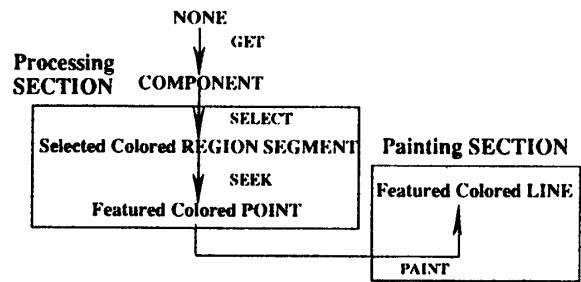 NONE
GET
Processing
SECTION
COMPONENT
SELECT
Selected Colored REGION SEGMENT
SEEK
Featured Colored POINT
Painting SECTION
Featured Colored LINE
PAINT